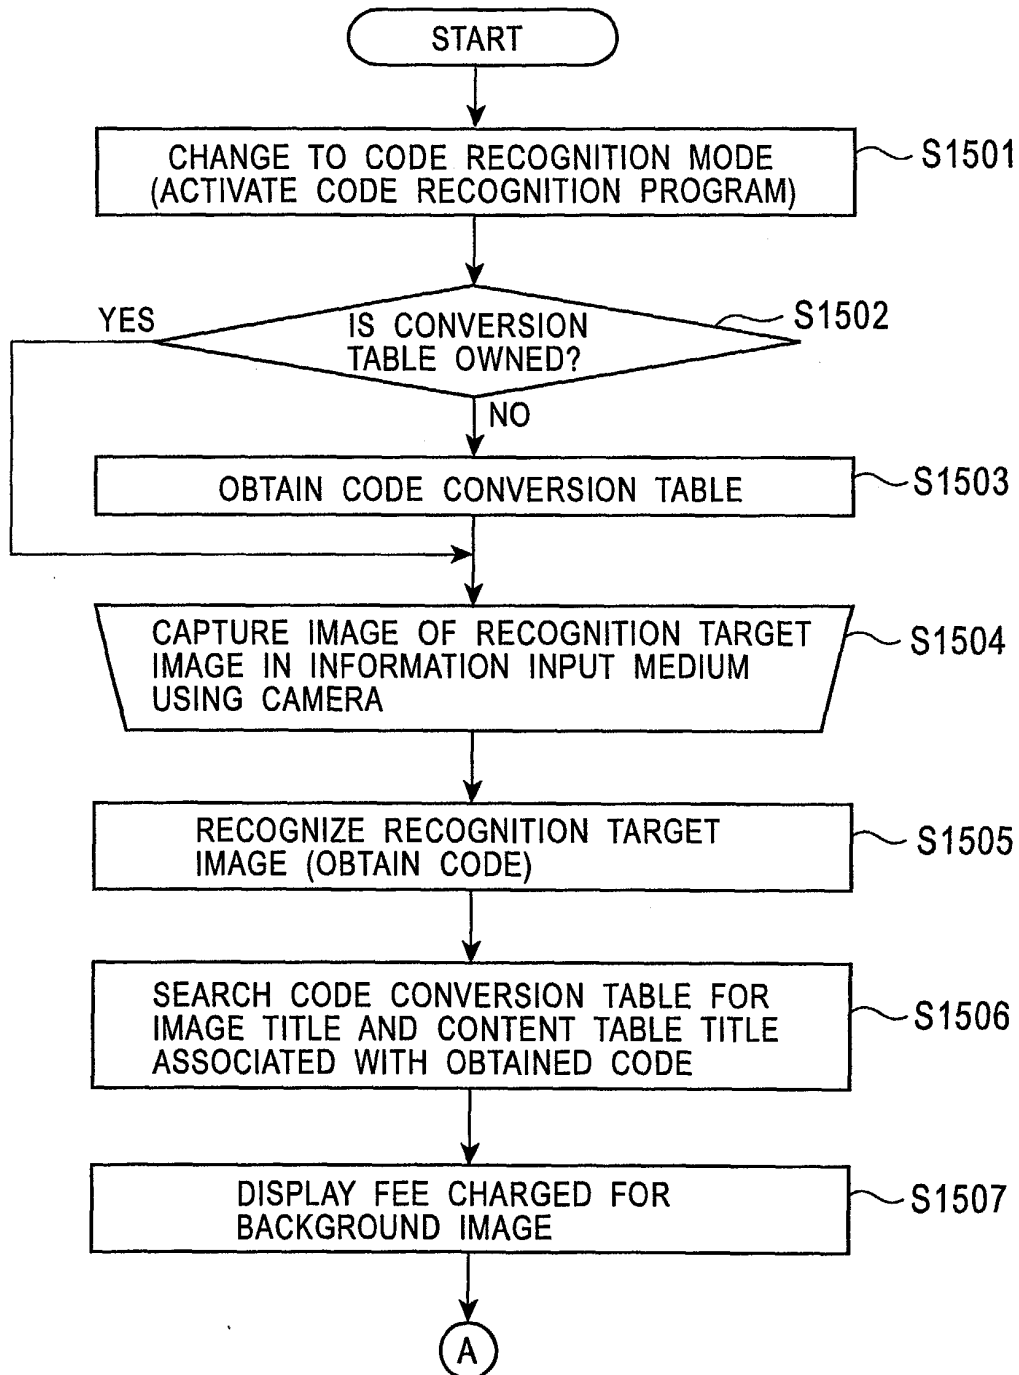 START
CHANGE TO CODE RECOGNITION MODE
(ACTIVATE CODE RECOGNITION PROGRAM)
S1501
YES
IS CONVERSION
TABLE OWNED?
S1502
NO
OBTAIN CODE CONVERSION TABLE
S1503
CAPTURE IMAGE OF RECOGNITION TARGET
IMAGE IN INFORMATION INPUT MEDIUM
USING CAMERA
S1504
RECOGNIZE RECOGNITION TARGET
IMAGE (OBTAIN CODE)
S1505
SEARCH CODE CONVERSION TABLE FOR
IMAGE TITLE AND CONTENT TABLE TITLE
ASSOCIATED WITH OBTAINED CODE
S1506
DISPLAY FEE CHARGED FOR
BACKGROUND IMAGE
S1507
A